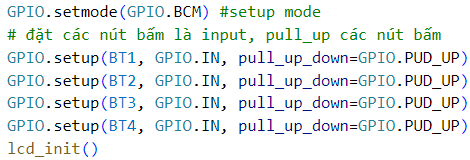 GPIO.setmode(GPIO.BCM) #setup mode
# đặt các nút bấm là input, pull_up các nút bấm
GPIO.setup(BT1, GPIO.IN, pull_up_down=GPIO.PUD_UP)
GPIO.setup(BT2, GPIO.IN, pull_up_down=GPIO.PUD_UP)
GPIO.setup(BT3, GPIO.IN, pull_up_down=GPIO.PUD_UP)
GPIO.setup(BT4, GPIO.IN, pull_up_down=GPIO.PUD_UP)
lcd_init()